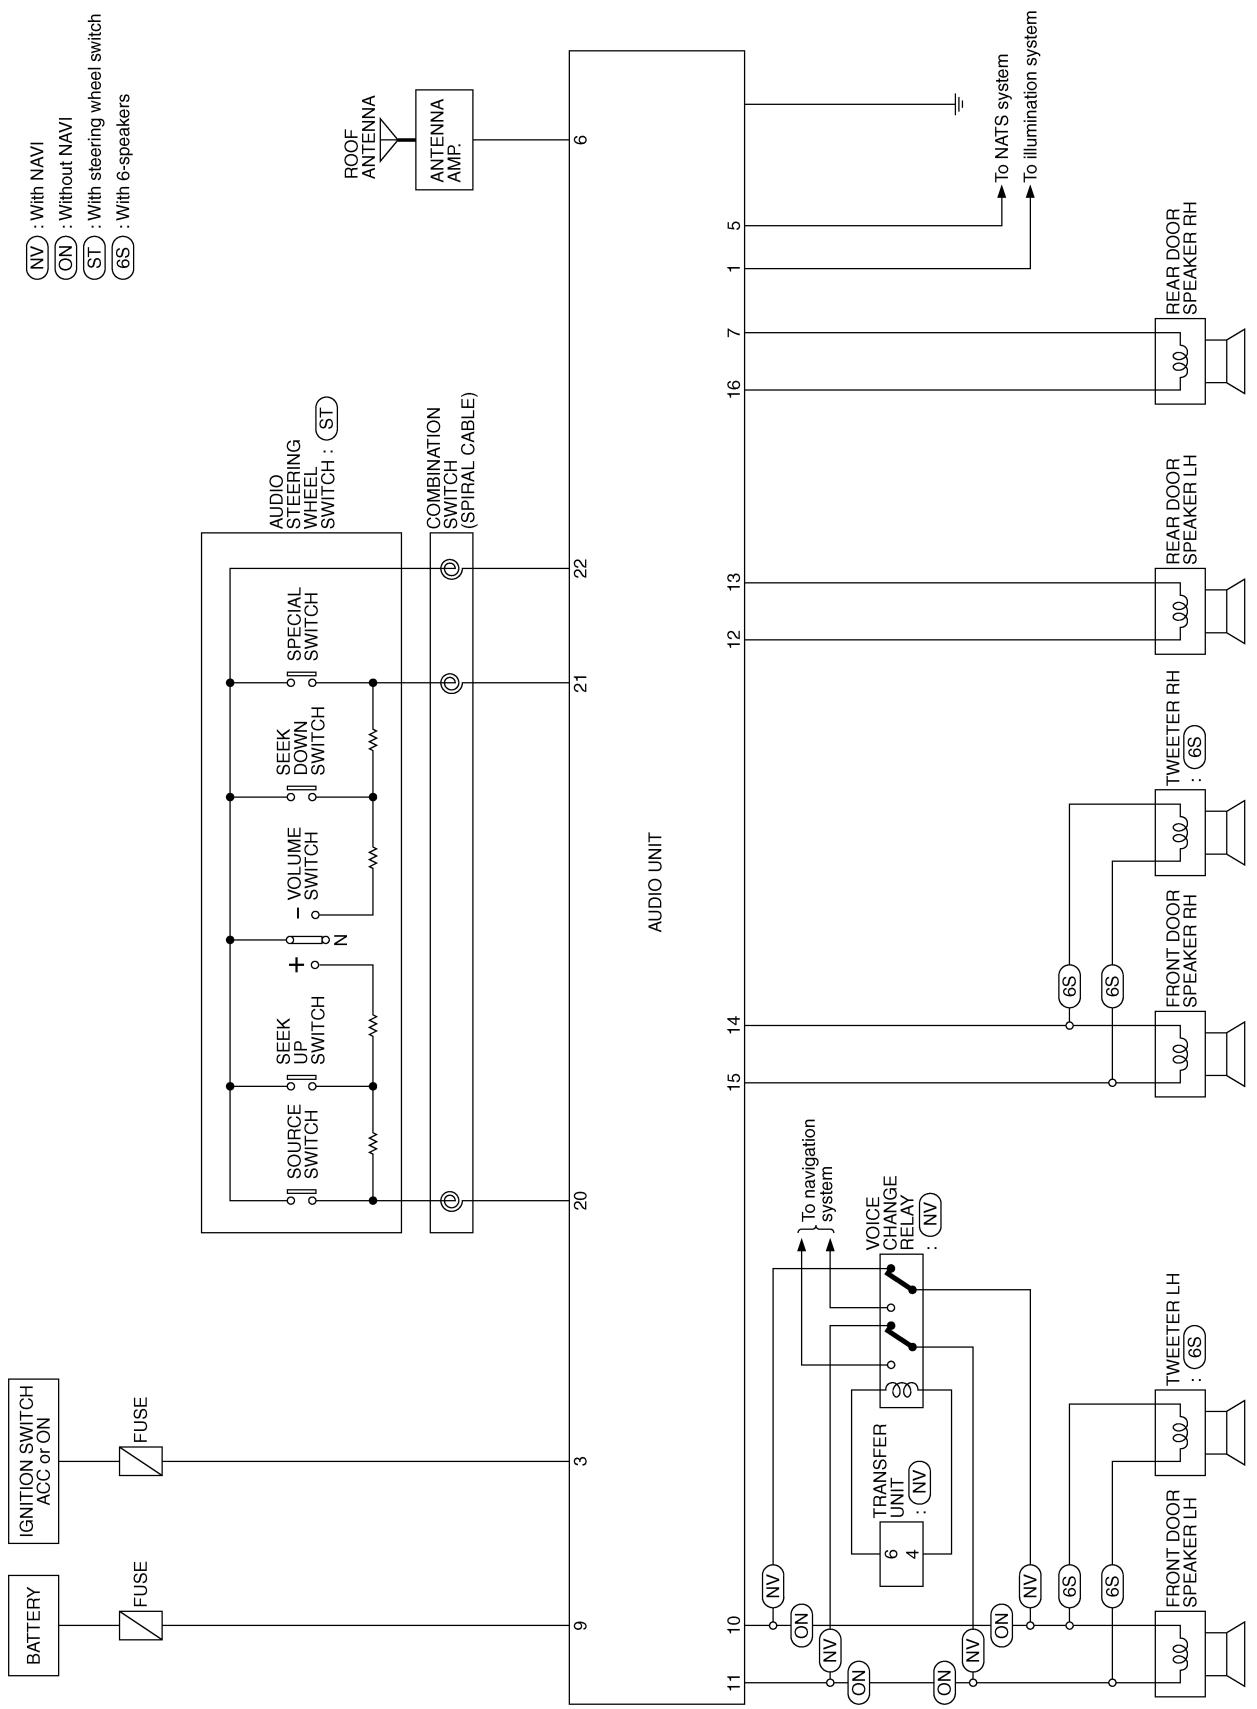 NV : With NAVI
ON : Without NAVI
ST : With steering wheel switch
6S : With 6-speakers
BATTERY
FUSE
IGNITION SWITCH
ACC or ON
FUSE
AUDIO
STEERING
WHEEL
SWITCH : ST
SOURCE
SWITCH
SEEK
UP
SWITCH
+
N
−
VOLUME
SWITCH
SEEK
DOWN
SWITCH
SPECIAL
SWITCH
COMBINATION
SWITCH
(SPIRAL CABLE)
ROOF
ANTENNA
ANTENNA
AMP.
9
3
20
21
22
6
AUDIO UNIT
11
10
15
14
12
13
16
7
1
5
To NATS system
To illumination system
To navigation
system
VOICE
CHANGE
RELAY
: NV
TRANSFER
UNIT
: NV
6
4
NV
ON
NV
ON
ON
NV
ON
NV
6S
6S
6S
6S
FRONT DOOR
SPEAKER LH
TWEETER LH
: 6S
FRONT DOOR
SPEAKER RH
TWEETER RH
: 6S
REAR DOOR
SPEAKER LH
REAR DOOR
SPEAKER RH